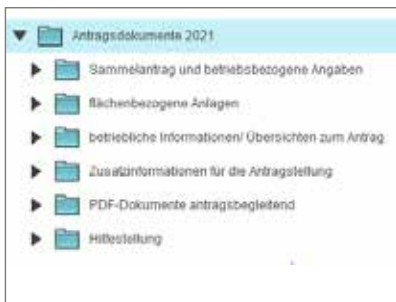 Antragsdokumente 2021
Sammelantrag und betriebsbezogene Angaben
flächenbezogene Anlagen
betriebliche Informationen/ Übersichten zum Antrag
Zusatzinformationen für die Antragstellung
PDF-Dokumente antragsbegleitend
Hilfestellung